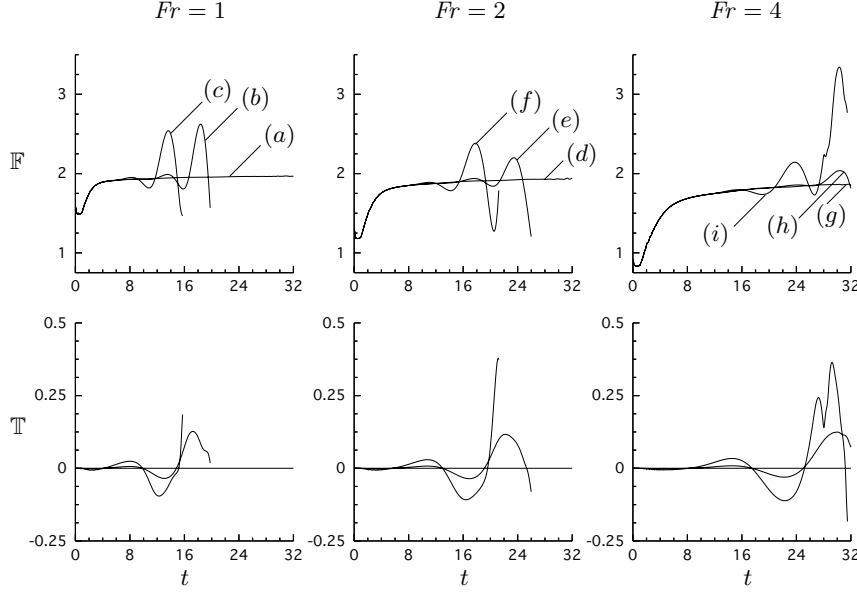 Fr = 1
Fr = 2
Fr = 4
𝔽
3
2
1
0 8 16 24 32
(c)
(b)
(a)
3
2
1
0 8 16 24 32
(f)
(e)
(d)
3
2
1
0 8 16 24 32
(i)
(h)
(g)
𝕋
0.5
0.25
0
-0.25
0 8 16 24 32
t
0.5
0.25
0
-0.25
0 8 16 24 32
t
0.5
0.25
0
-0.25
0 8 16 24 32
t